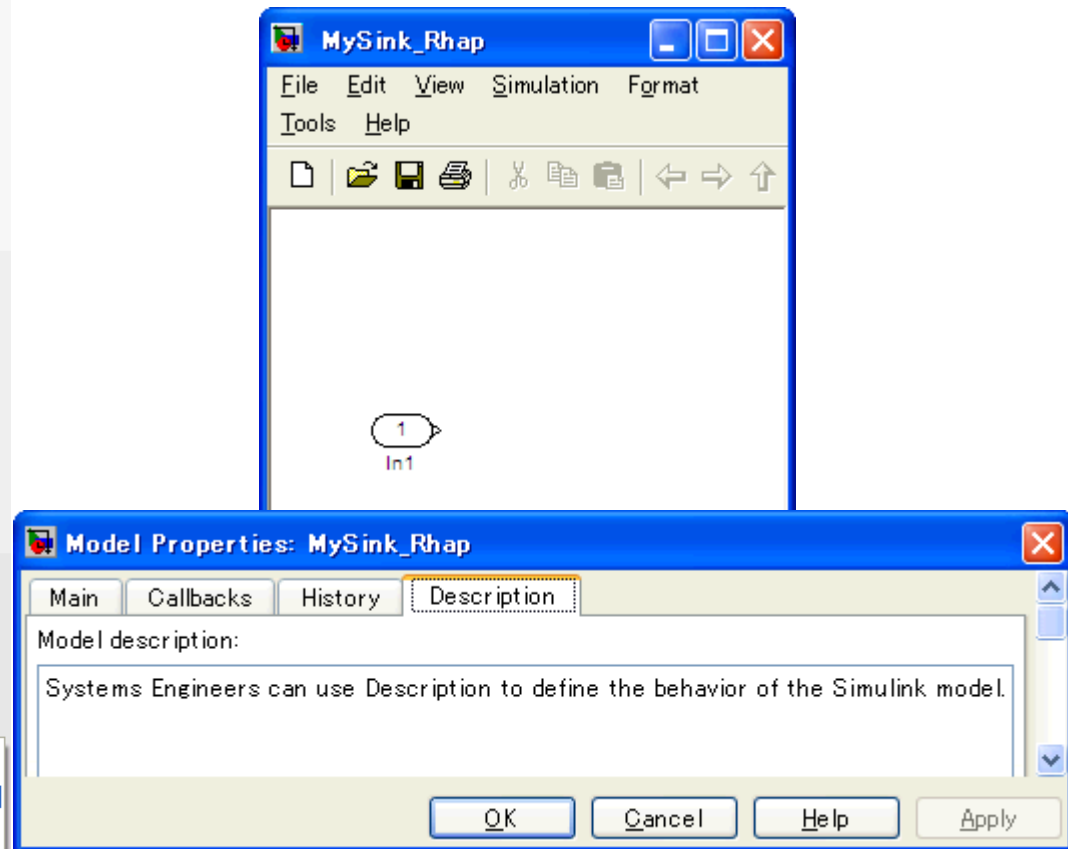 MySink_Rhap
File Edit View Simulation Format
Tools Help
1
In1
Model Properties: MySink_Rhap
Main Callbacks History Description
Model description:
Systems Engineers can use Description to define the behavior of the Simulink model.
OK Cancel Help Apply